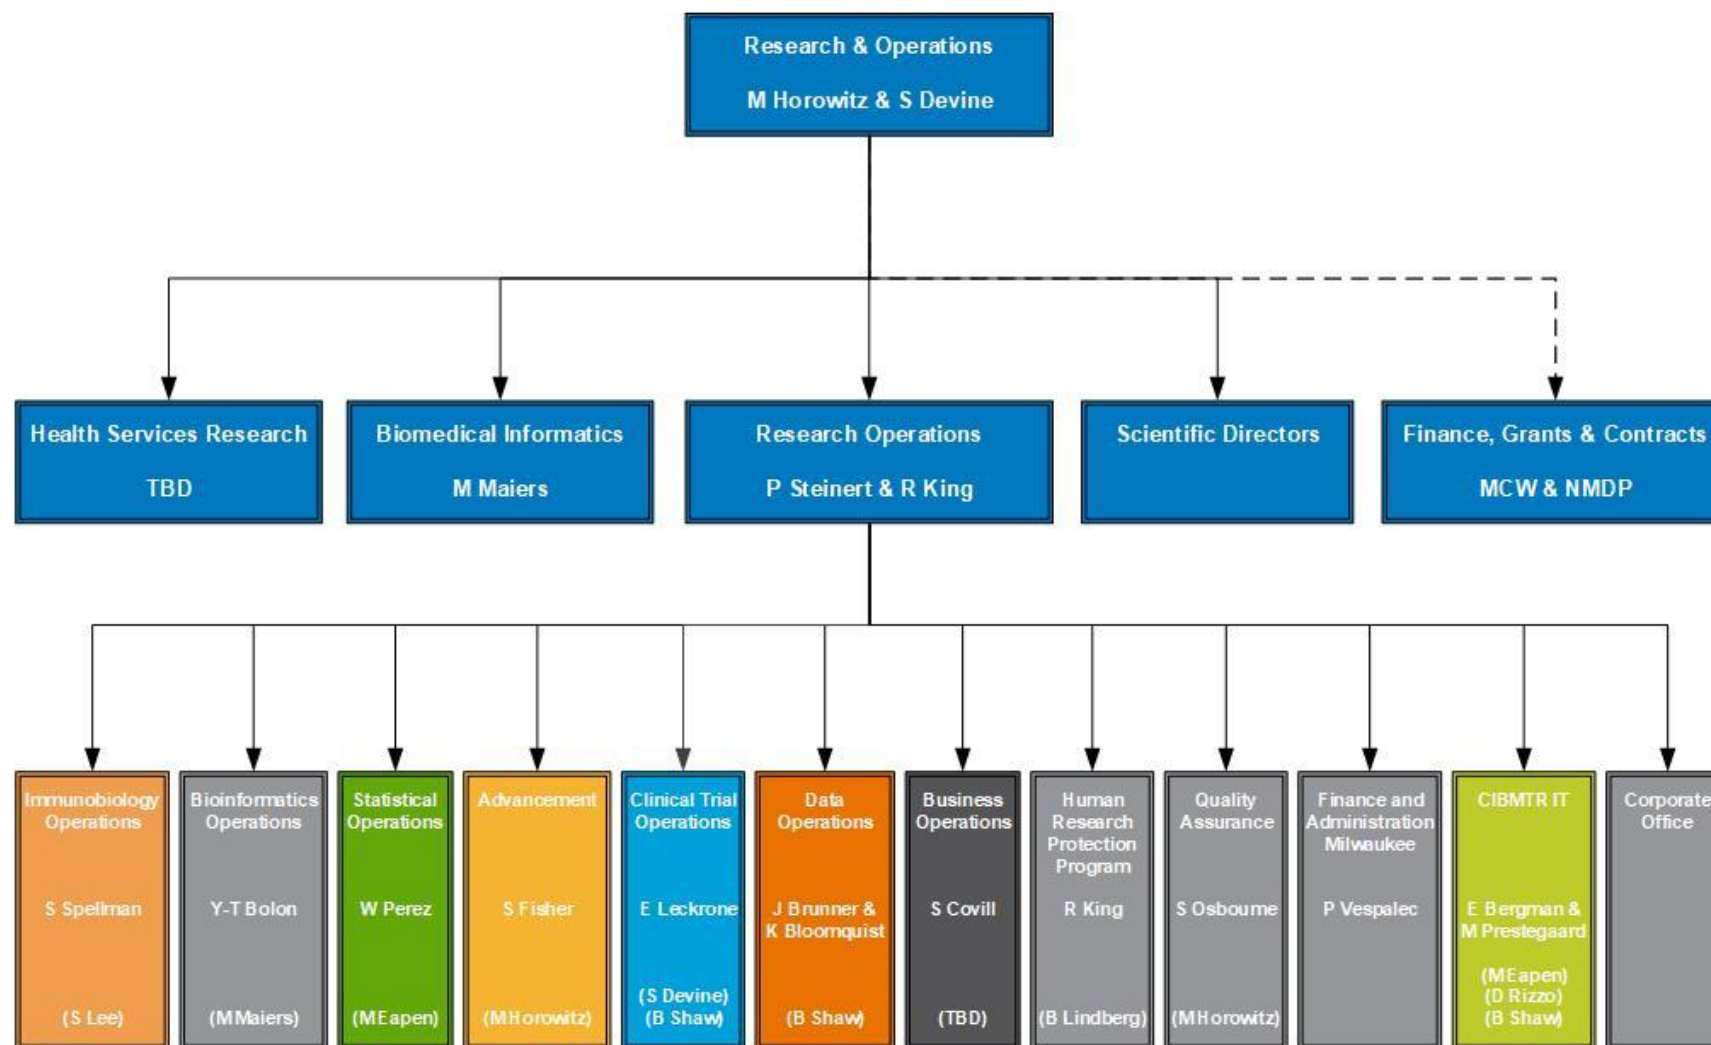 Research & Operations
M Horowitz & S Devine
Health Services Research
TBD
Biomedical Informatics
M Maiers
Research Operations
P Steinert & R King
Scientific Directors
Finance, Grants & Contracts
MCW & NMDP
Immunobiology
Operations
S Spellman
(S Lee)
Bioinformatics
Operations
Y-T Bolon
(M Maiers)
Statistical
Operations
W Perez
(M Eapen)
Advancement
S Fisher
(M Horowitz)
Clinical Trial
Operations
E Leckrone
(S Devine)
(B Shaw)
Data
Operations
J Brunner &
K Bloomquist
(B Shaw)
Business
Operations
S Covill
(TBD)
Human
Research
Protection
Program
R King
(B Lindberg)
Quality
Assurance
S Osbourne
(M Horowitz)
Finance and
Administration
Milwaukee
P Vespalec
CIBMTR IT
E Bergman &
M Prestegaard
(M Eapen)
(D Rizzo)
(B Shaw)
Corporate
Office